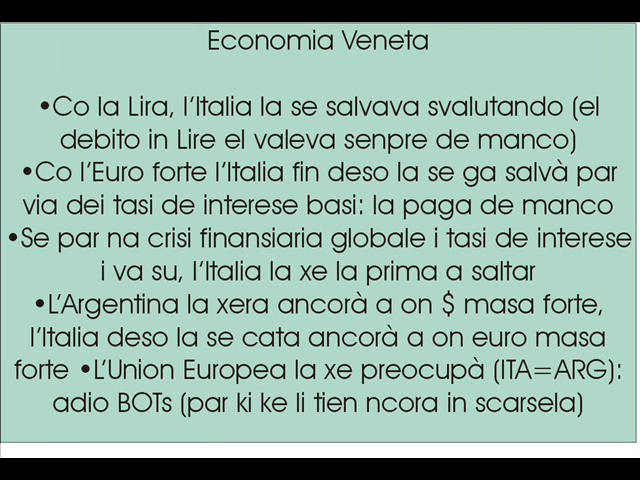 Economia Veneta
•Co la Lira, l'Italia la se salvava svalutando (el
debito in Lire el valeva senpre de manco)
•Co l'Euro forte l'Italia fin deso la se ga salvà par
via dei tasi de interese basi: la paga de manco
•Se par na crisi finansiaria globale i tasi de interese
i va su, l'Italia la xe la prima a saltar
•L'Argentina la xera ancorà a on $ masa forte,
l'Italia deso la se cata ancorà a on euro masa
forte •L'Union Europea la xe preocupà (ITA=ARG):
adio BOTs (par ki ke li tien ncora in scarsela)